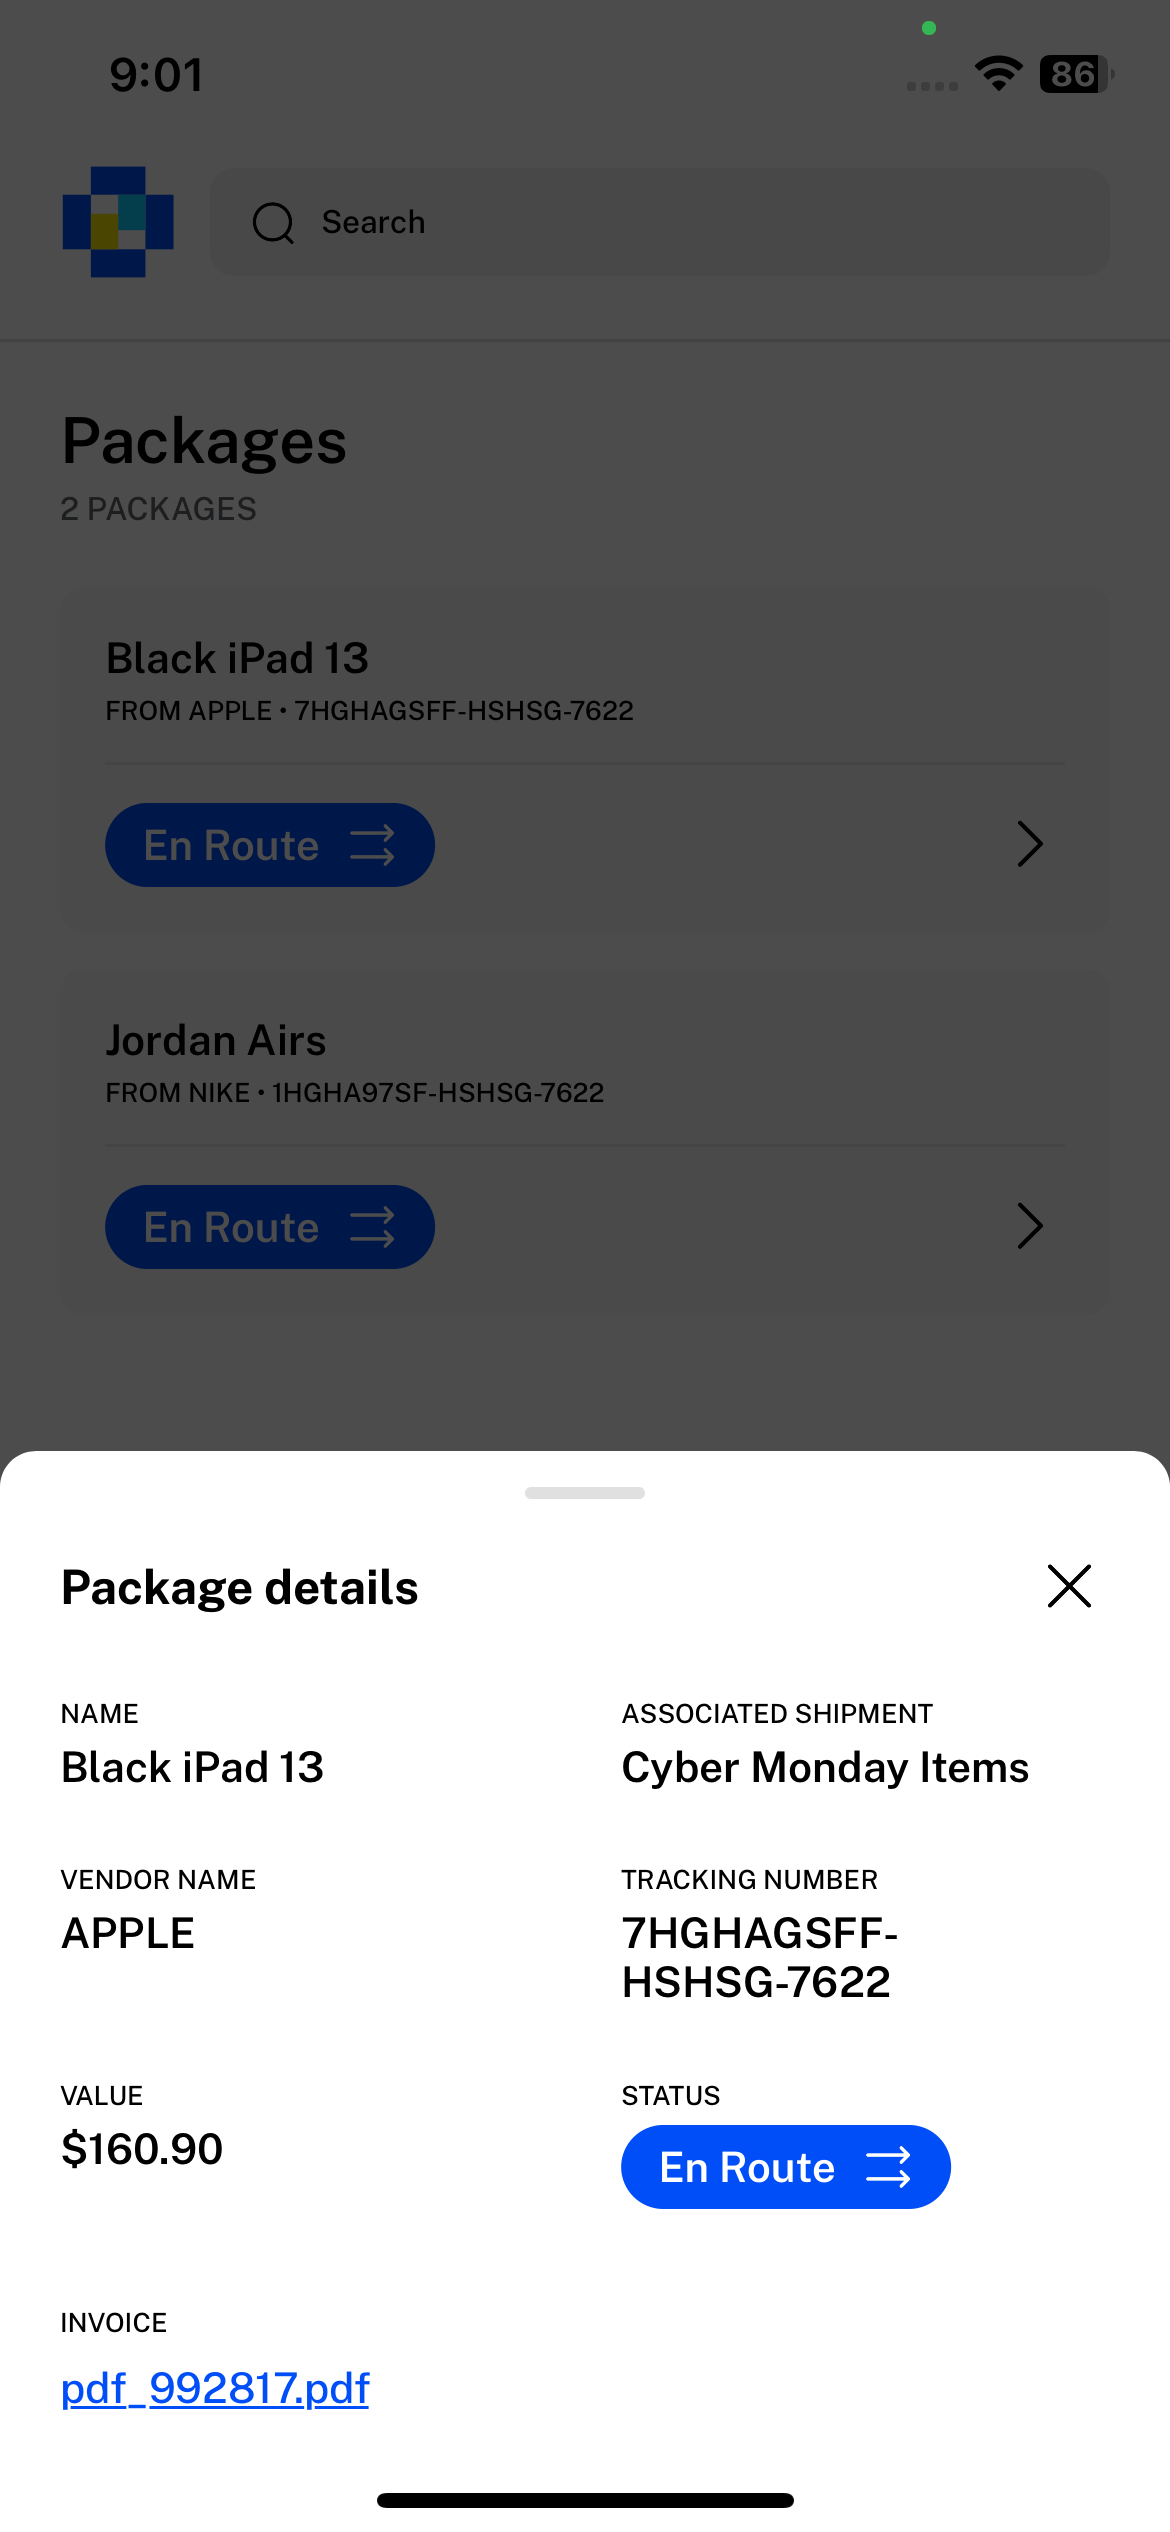 9:01
86
Search
Packages
2 PACKAGES
Black iPad 13
FROM APPLE • 7HGHAGSFF-HSHSG-7622
En Route
Jordan Airs
FROM NIKE • 1HGHA97SF-HSHSG-7622
En Route
Package details
NAME
Black iPad 13
ASSOCIATED SHIPMENT
Cyber Monday Items
VENDOR NAME
APPLE
TRACKING NUMBER
7HGHAGSFF-
HSHSG-7622
VALUE
$160.90
STATUS
En Route
INVOICE
pdf_992817.pdf